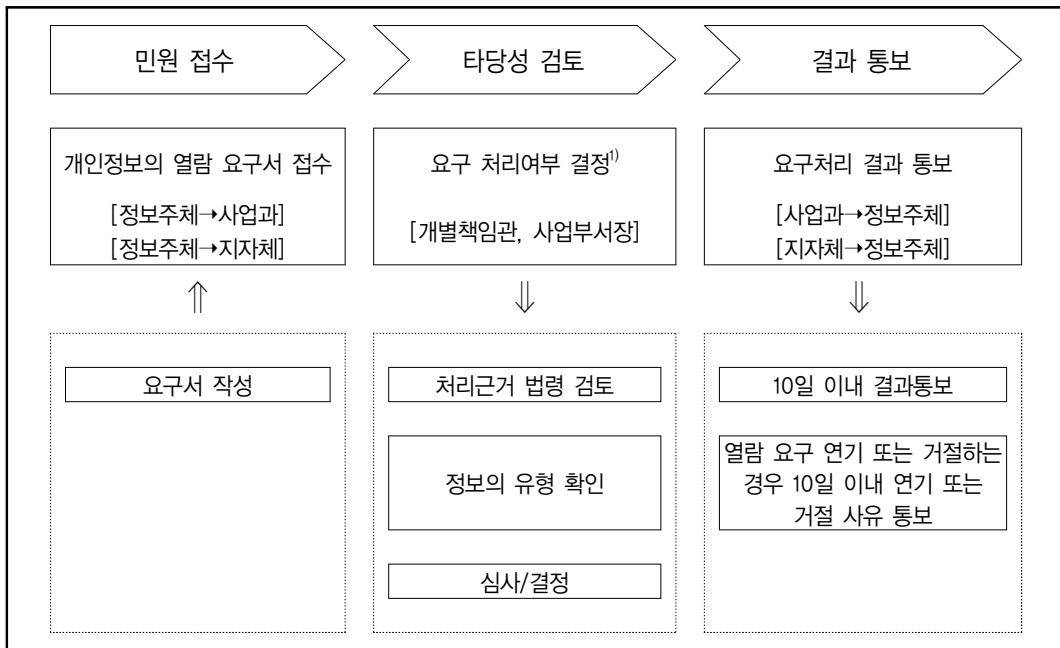 민원 접수
타당성 검토
결과 통보
개인정보의 열람 요구서 접수
[정보주체→사업과]
[정보주체→지자체]
요구 처리여부 결정1)
[개별책임관, 사업부서장]
요구처리 결과 통보
[사업과→정보주체]
[지자체→정보주체]
⇑
⇓
⇓
요구서 작성
처리근거 법령 검토
정보의 유형 확인
심사/결정
10일 이내 결과통보
열람 요구 연기 또는 거절하는
경우 10일 이내 연기 또는
거절 사유 통보